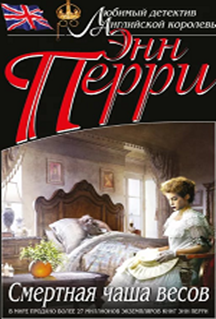 Любимый детектив
Английской королевы
Энн
Перри
Смертная чаша весов
В МИРЕ ПРОДАНО БОЛЕЕ 27 МИЛЛИОНОВ ЭКЗЕМПЛЯРОВ КНИГ ЭНН ПЕРРИ